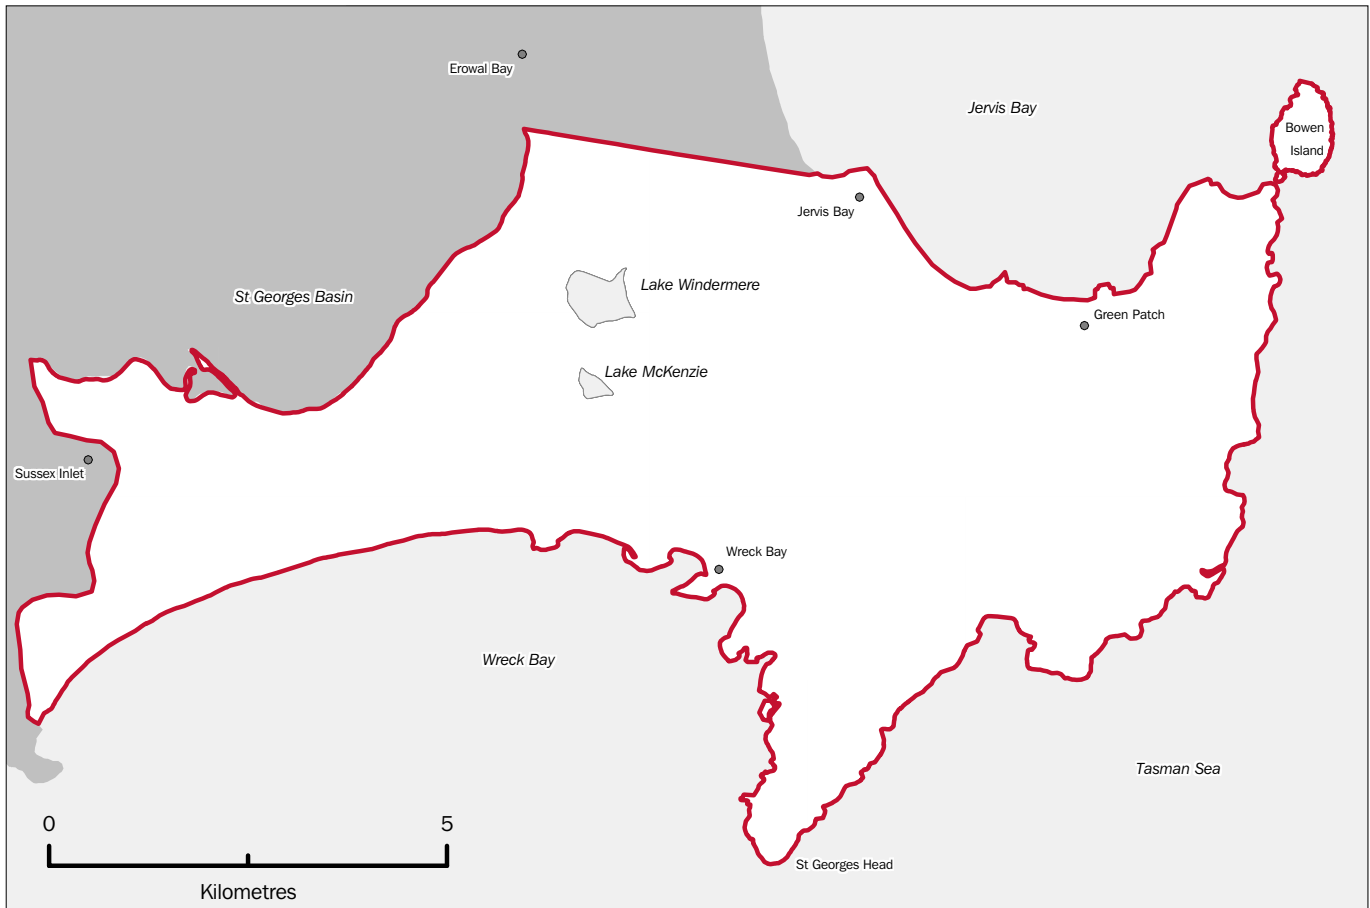 Erowal Bay
Jervis Bay
Bowen
Island
Jervis Bay
Lake Windermere
St Georges Basin
Green Patch
Lake McKenzie
Sussex Inlet
Wreck Bay
Wreck Bay
Tasman Sea
0 5
St Georges Head
Kilometres